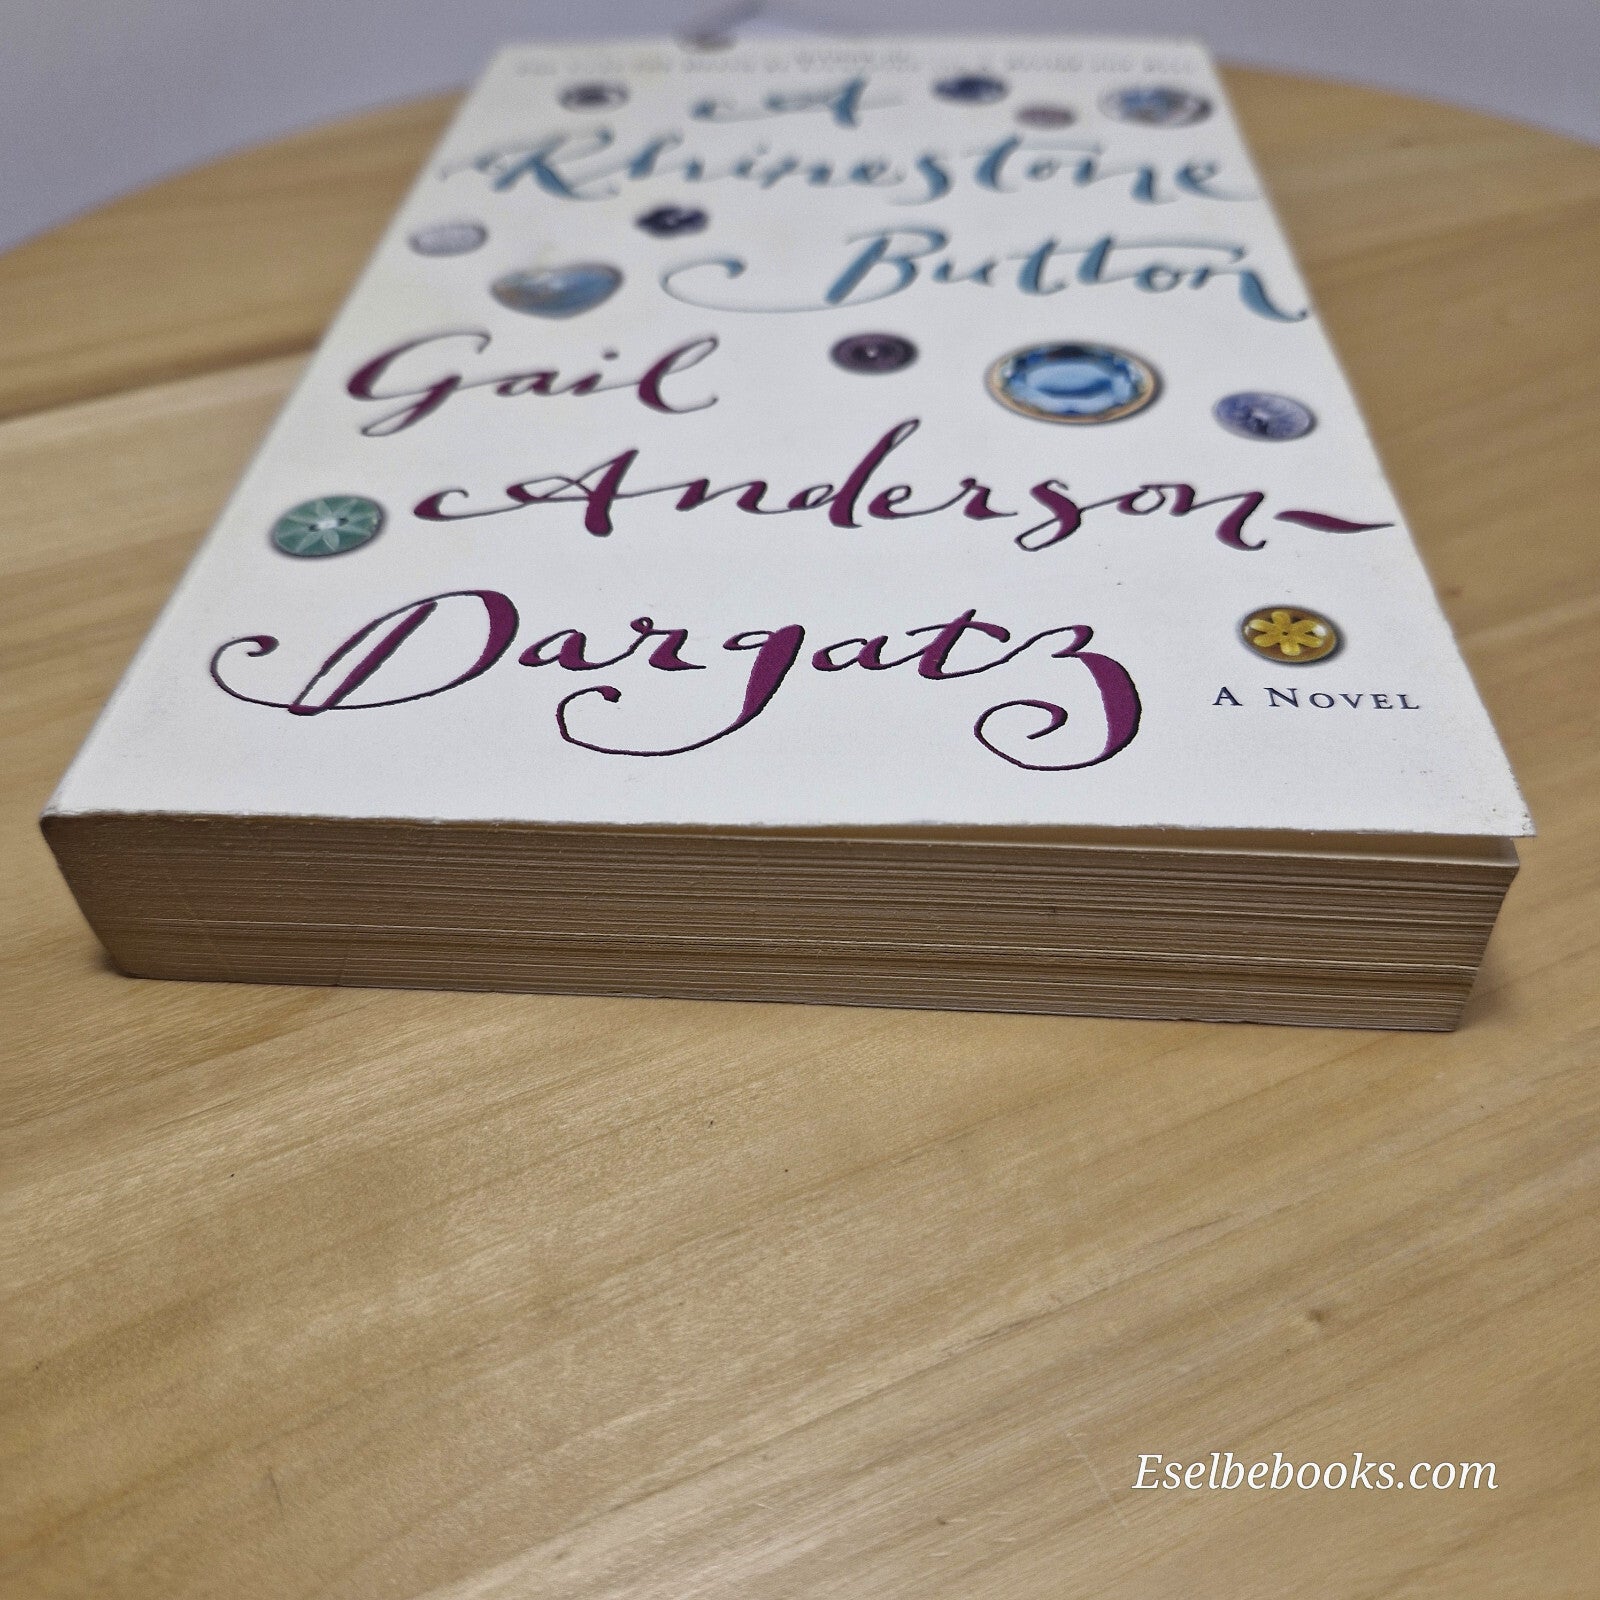 A
Rhinestone
Button
Gail
Anderson-
Dargatz
A NOVEL
Eselbebooks.com